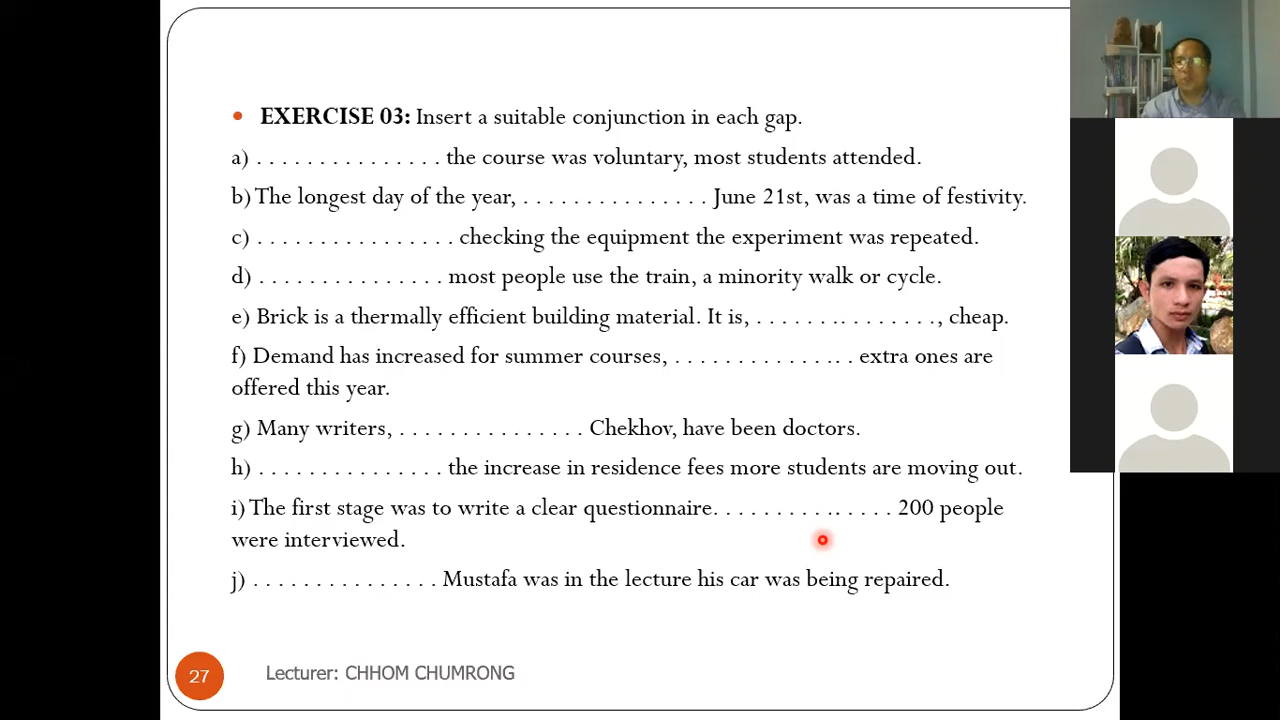 EXERCISE 03: Insert a suitable conjunction in each gap.
a) . . . . . . . . . . . . . . . the course was voluntary, most students attended.
b) The longest day of the year, . . . . . . . . . . . . . . . June 21st, was a time of festivity.
c) . . . . . . . . . . . . . . . . checking the equipment the experiment was repeated.
d) . . . . . . . . . . . . . . . most people use the train, a minority walk or cycle.
e) Brick is a thermally efficient building material. It is, . . . . . . .. . . . . . . ., cheap.
f) Demand has increased for summer courses, . . . . . . . . . . . . .. . extra ones are
offered this year.
g) Many writers, . . . . . . . . . . . . . . . Chekhov, have been doctors.
h) . . . . . . . . . . . . . . . the increase in residence fees more students are moving out.
i) The first stage was to write a clear questionnaire. . . . . . . . . .. . . . . 200 people
were interviewed.
j) . . . . . . . . . . . . . . . Mustafa was in the lecture his car was being repaired.
27 Lecturer: CHHOM CHUMRONG